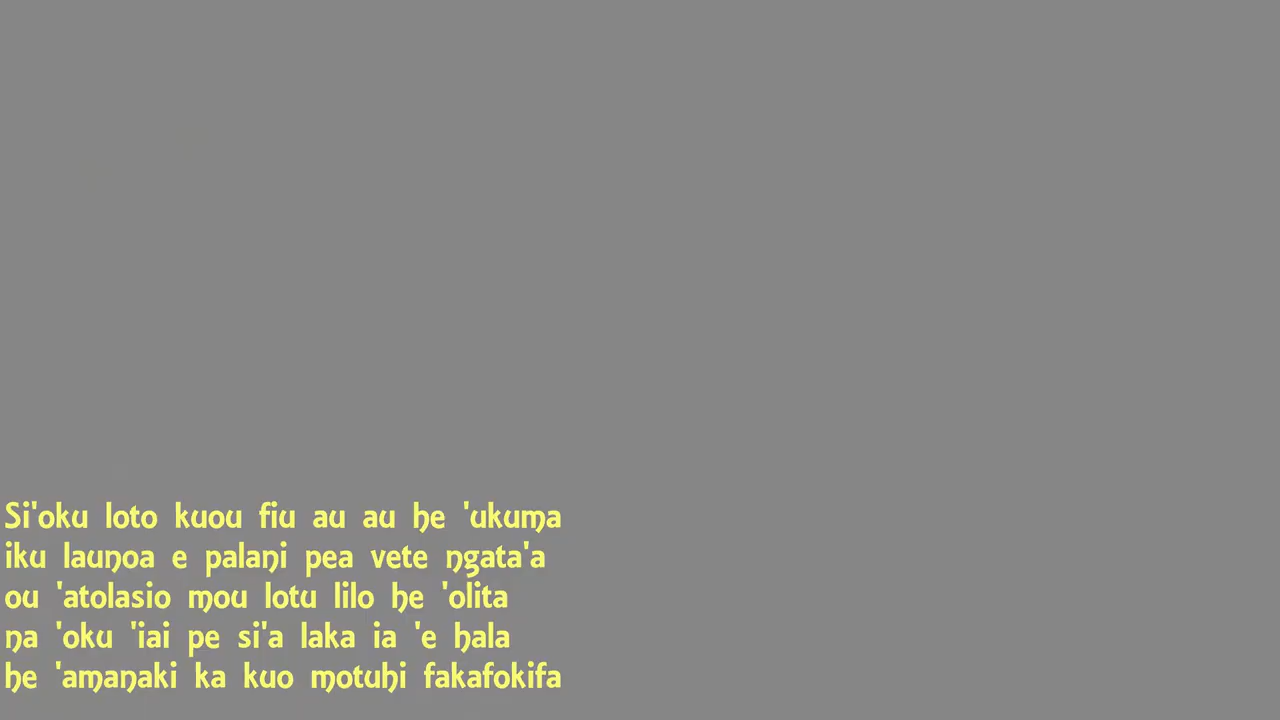 Si'oku loto kuou fiu au au he 'ukuma
iku launoa e palani pea vete ngata'a
ou 'atolasio mou lotu lilo he 'olita
na 'oku 'iai pe si'a laka ia 'e hala
he 'amanaki ka kuo motuhi fakafokifa